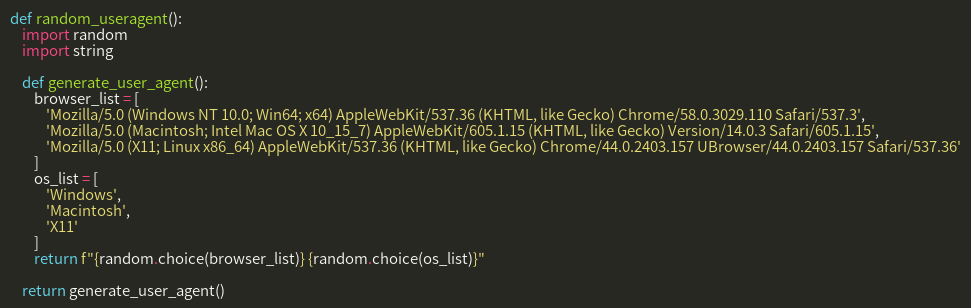 def random_useragent():
    import random
    import string

    def generate_user_agent():
        browser_list = [
            'Mozilla/5.0 (Windows NT 10.0; Win64; x64) AppleWebKit/537.36 (KHTML, like Gecko) Chrome/58.0.3029.110 Safari/537.3',
            'Mozilla/5.0 (Macintosh; Intel Mac OS X 10_15_7) AppleWebKit/605.1.15 (KHTML, like Gecko) Version/14.0.3 Safari/605.1.15',
            'Mozilla/5.0 (X11; Linux x86_64) AppleWebKit/537.36 (KHTML, like Gecko) Chrome/44.0.2403.157 UBrowser/44.0.2403.157 Safari/537.36'
        ]
        os_list = [
            'Windows',
            'Macintosh',
            'X11'
        ]
        return f"{random.choice(browser_list)} {random.choice(os_list)}"

    return generate_user_agent()